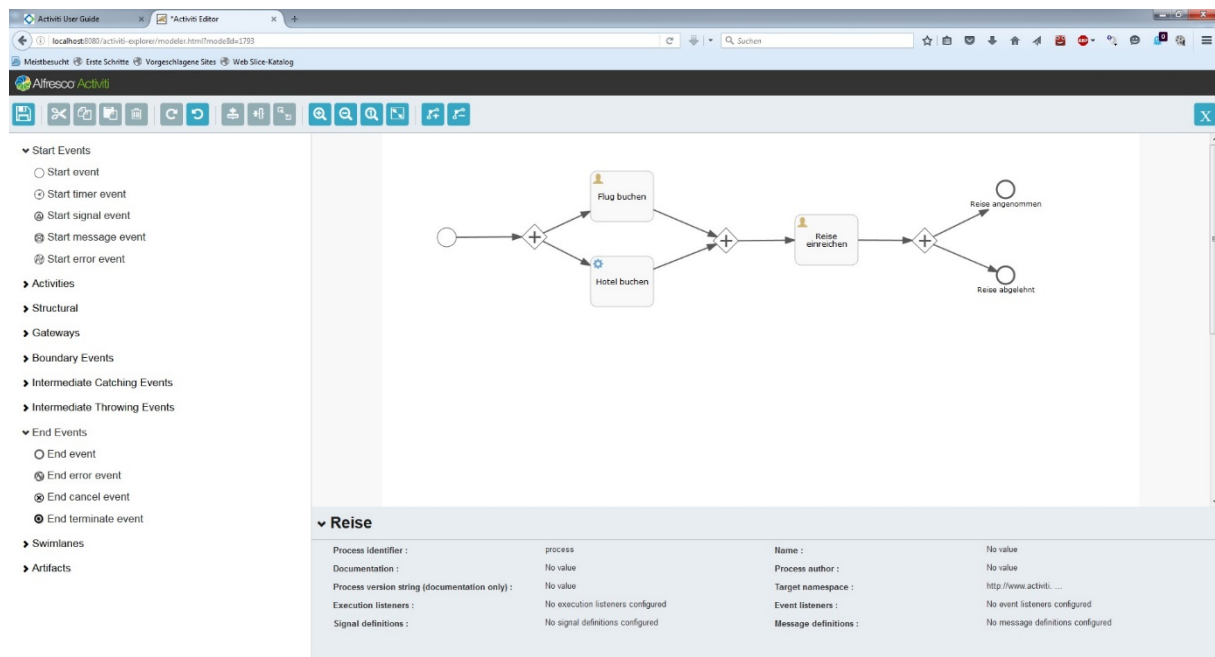 Activiti User Guide
*Activiti Editor
localhost:8080/activiti-explorer/modeler.html?modelId=1793
Suchen
Meistbesucht Erste Schritte Vorgeschlagene Sites Web Slice-Katalog
Alfresco Activiti
X
Start Events
Start event
Start timer event
Start signal event
Start message event
Start error event
Activities
Structural
Gateways
Boundary Events
Intermediate Catching Events
Intermediate Throwing Events
End Events
End event
End error event
End cancel event
End terminate event
Swimlanes
Artifacts
Flug buchen
Hotel buchen
Reise
einreichen
Reise angenommen
Reise abgelehnt
Reise
Process identifier : process Name : No value
Documentation : No value Process author : No value
Process version string (documentation only) : No value Target namespace : http://www.activiti. ...
Execution listeners : No execution listeners configured Event listeners : No event listeners configured
Signal definitions : No signal definitions configured Message definitions : No message definitions configured